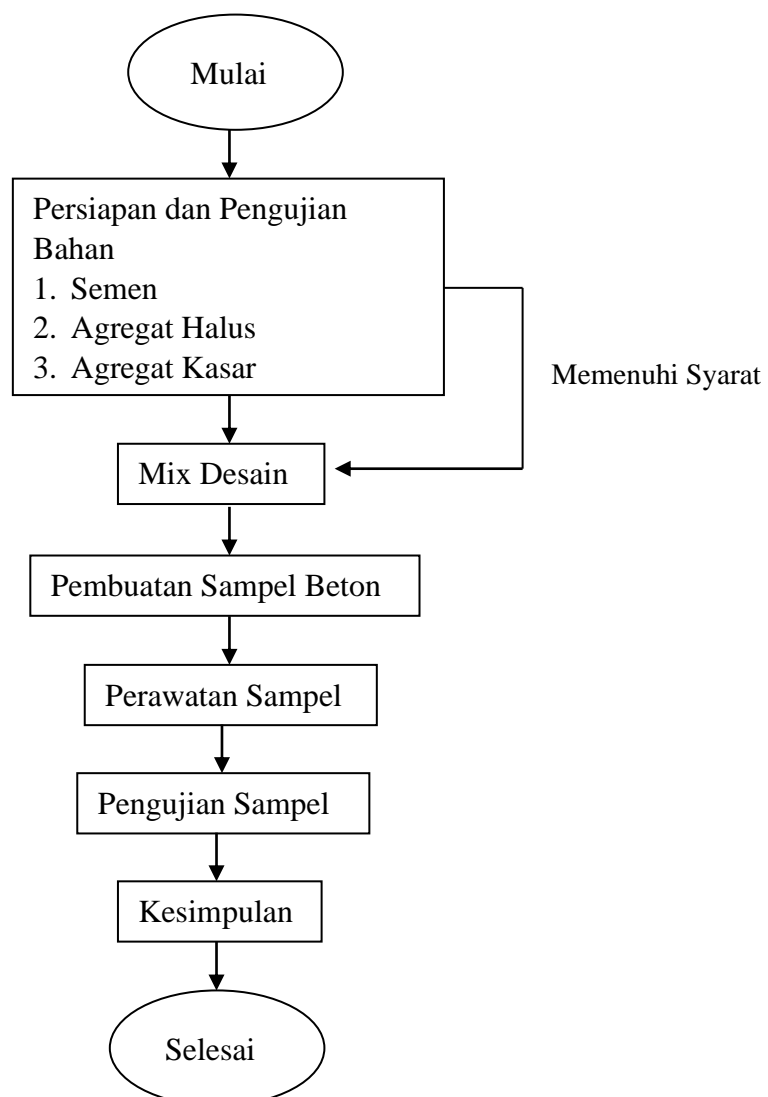 Mulai
Persiapan dan Pengujian
Bahan
1. Semen
2. Agregat Halus
3. Agregat Kasar
Memenuhi Syarat
Mix Desain
Pembuatan Sampel Beton
Perawatan Sampel
Pengujian Sampel
Kesimpulan
Selesai